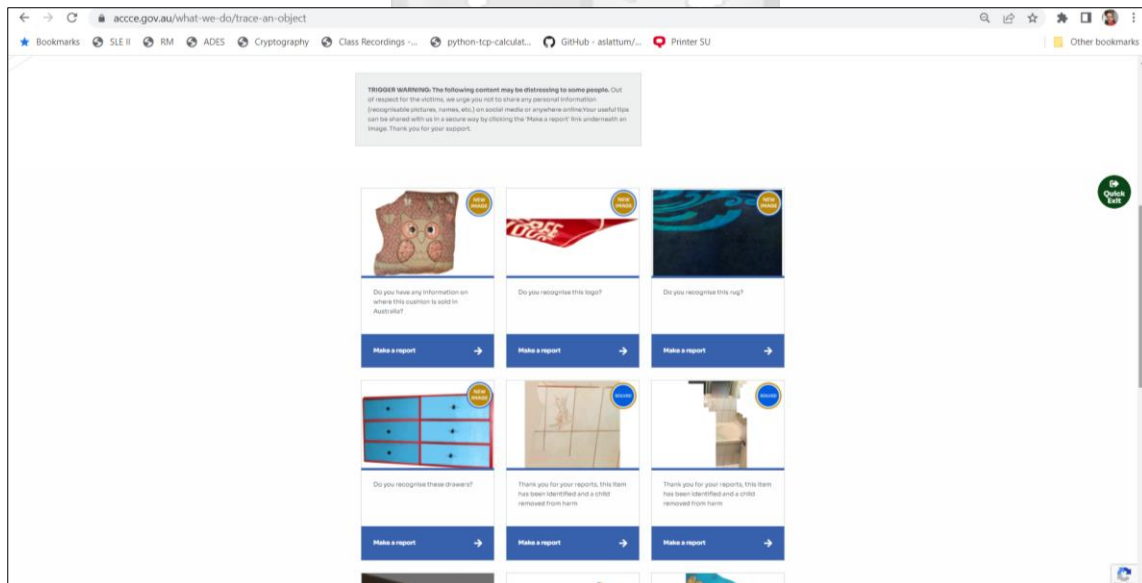 accce.gov.au/what-we-do/trace-an-object
Bookmarks SLE II RM ADES Cryptography Class Recordings -... python-tcp-calculat... GitHub - aslattum/... Printer SU Other bookmarks
TRIGGER WARNING: The following content may be distressing to some people. Out
of respect for the victims, we urge you not to share any personal information
(recognisable pictures, names, etc.) on social media or anywhere online.Your useful tips
can be shared with us in a secure way by clicking the 'Make a report' link underneath an
image. Thank you for your support.
Quick
Exit
NEW
IMAGE
NEW
IMAGE
NEW
IMAGE
Do you have any information on
where this cushion is sold in
Australia?
Do you recognise this logo?
Do you recognise this rug?
Make a report
Make a report
Make a report
NEW
IMAGE
SOLVED
SOLVED
Do you recognise these drawers?
Thank you for your reports, this item
has been identified and a child
removed from harm
Thank you for your reports, this item
has been identified and a child
removed from harm
Make a report
Make a report
Make a report